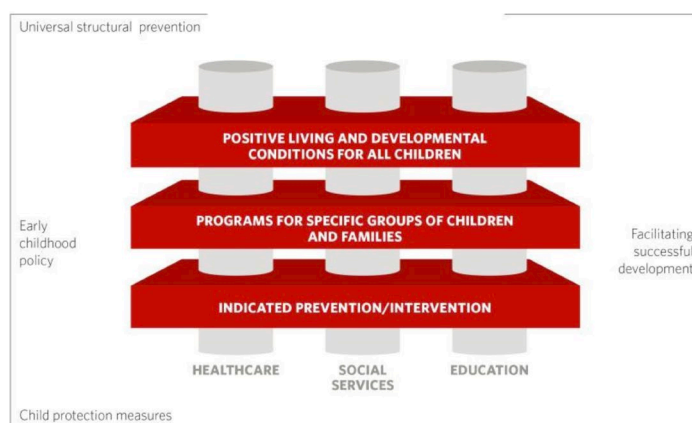 Universal structural prevention
POSITIVE LIVING AND DEVELOPMENTAL
CONDITIONS FOR ALL CHILDREN
PROGRAMS FOR SPECIFIC GROUPS OF CHILDREN
AND FAMILIES
Early
childhood
policy
Facilitating
successful
development
INDICATED PREVENTION/INTERVENTION
HEALTHCARE
SOCIAL
SERVICES
EDUCATION
Child protection measures